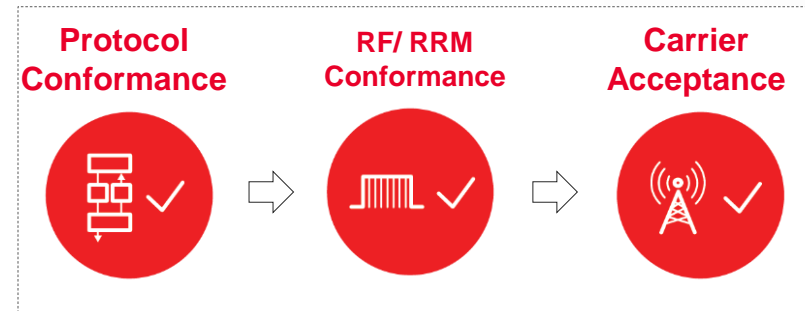 Protocol
Conformance
RF/ RRM
Conformance
Carrier
Acceptance